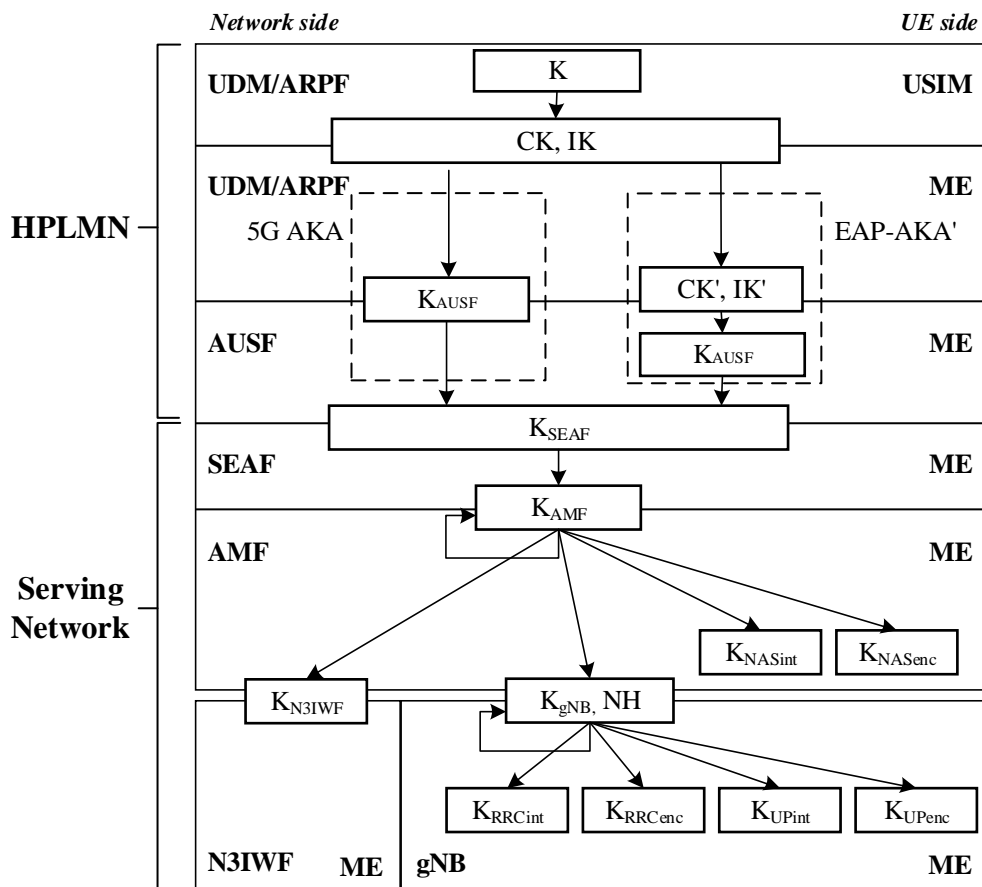 Network side
UE side
UDM/ARPF
K
USIM
CK, IK
UDM/ARPF
ME
HPLMN
5G AKA
EAP-AKA'
KAUSF
CK', IK'
AUSF
KAUSF
ME
KSEAF
SEAF
ME
KAMF
AMF
ME
Serving
Network
KNASint
KNASenc
KN3IWF
KgNB, NH
KRRCint
KRRCenc
KUPint
KUPenc
N3IWF
ME
gNB
ME